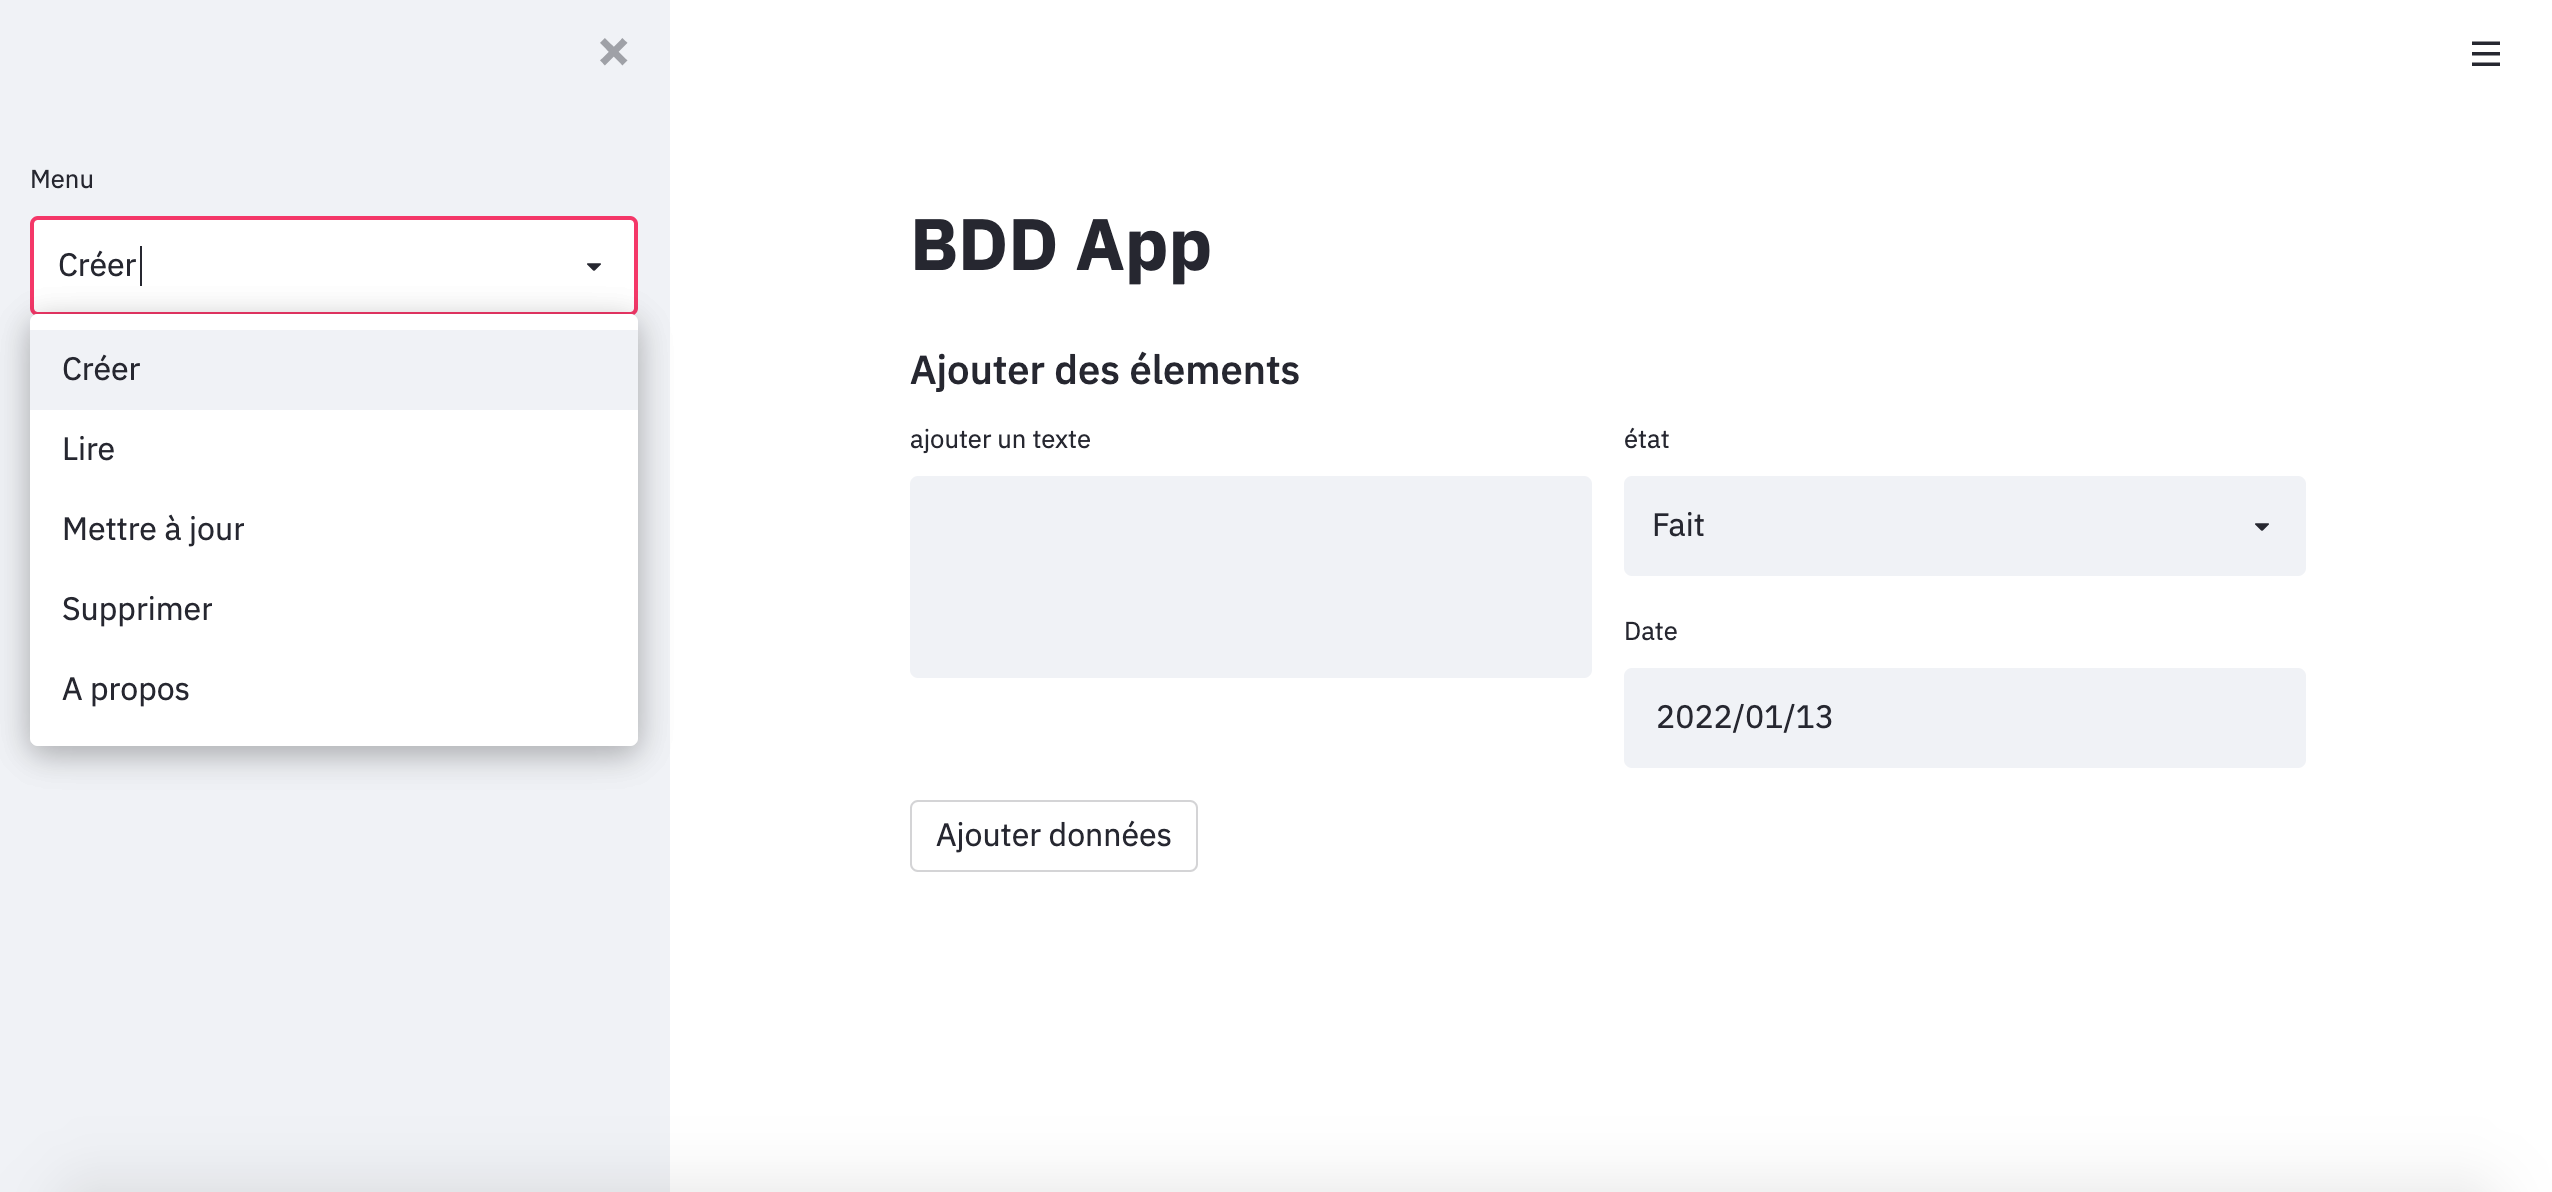 Menu
Créer
Créer
Lire
Mettre à jour
Supprimer
A propos
BDD App
Ajouter des élements
ajouter un texte
état
Fait
Date
2022/01/13
Ajouter données